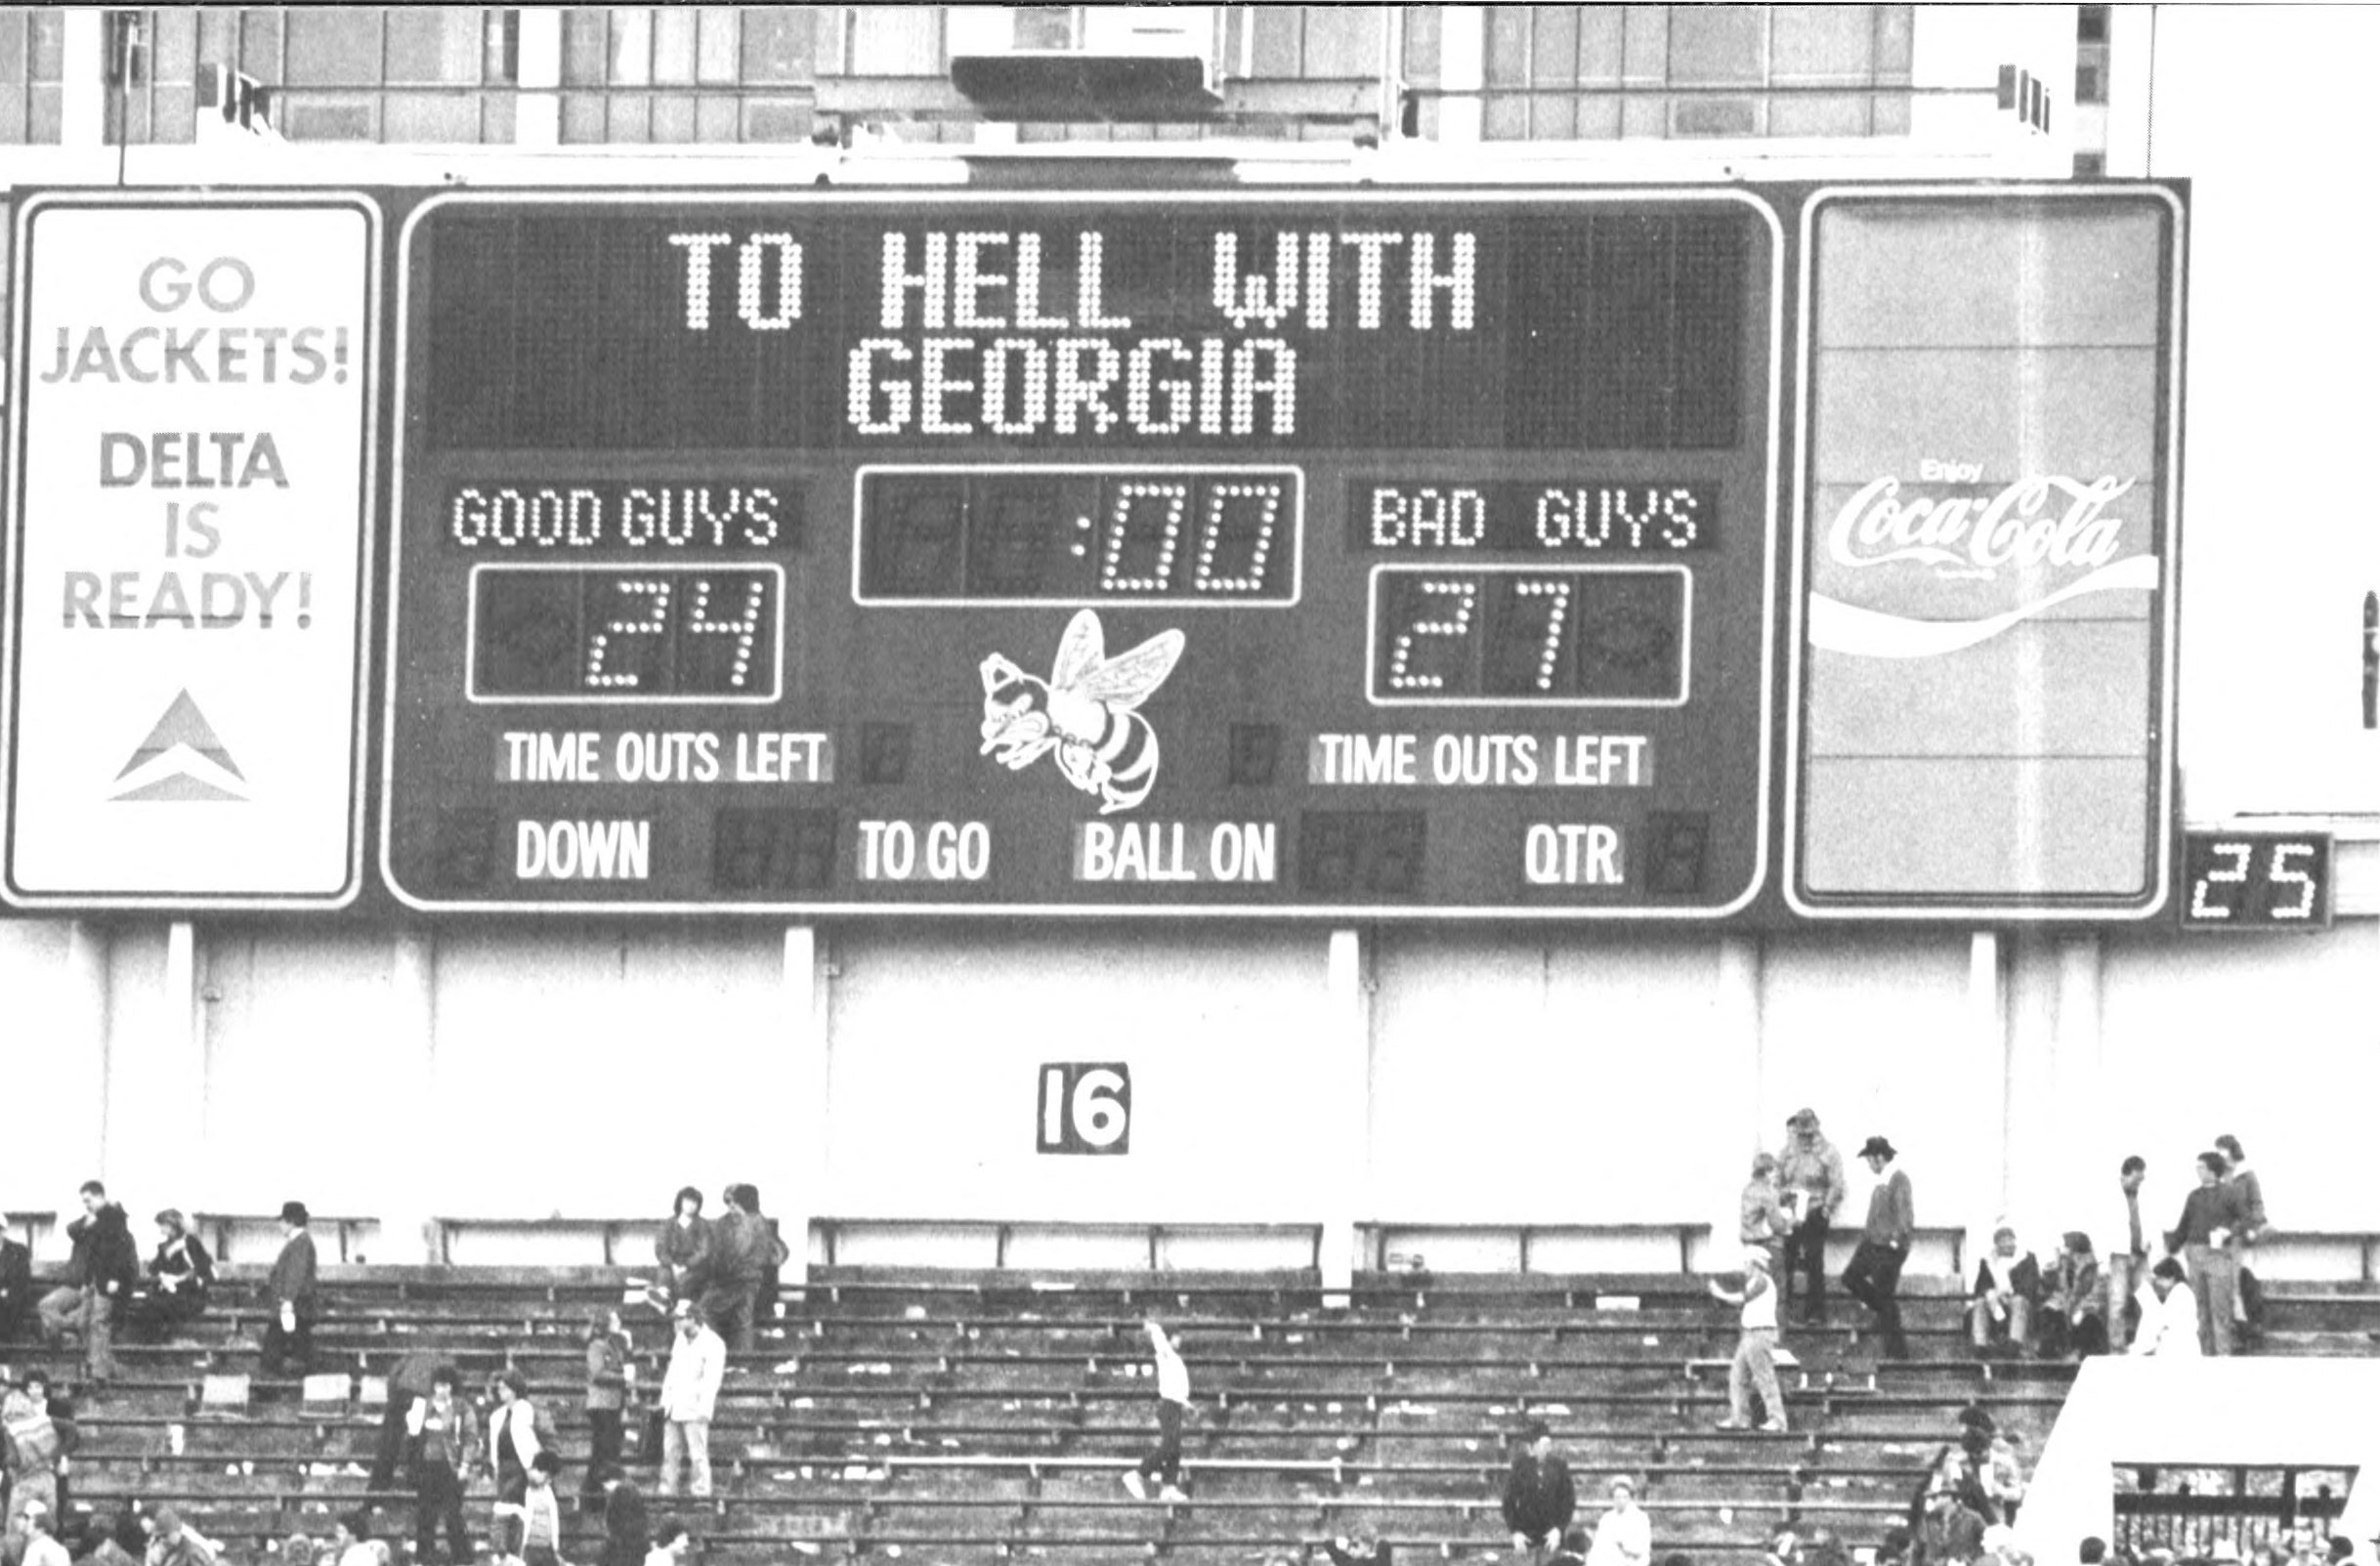 GO
JACKETS!
DELTA
IS
READY!
TO HELL WITH
GEORGIA
GOOD GUYS
:00
BAD GUYS
24
27
TIME OUTS LEFT
TIME OUTS LEFT
DOWN
TO GO
BALL ON
QTR.
Enjoy
Coca-Cola
25
16